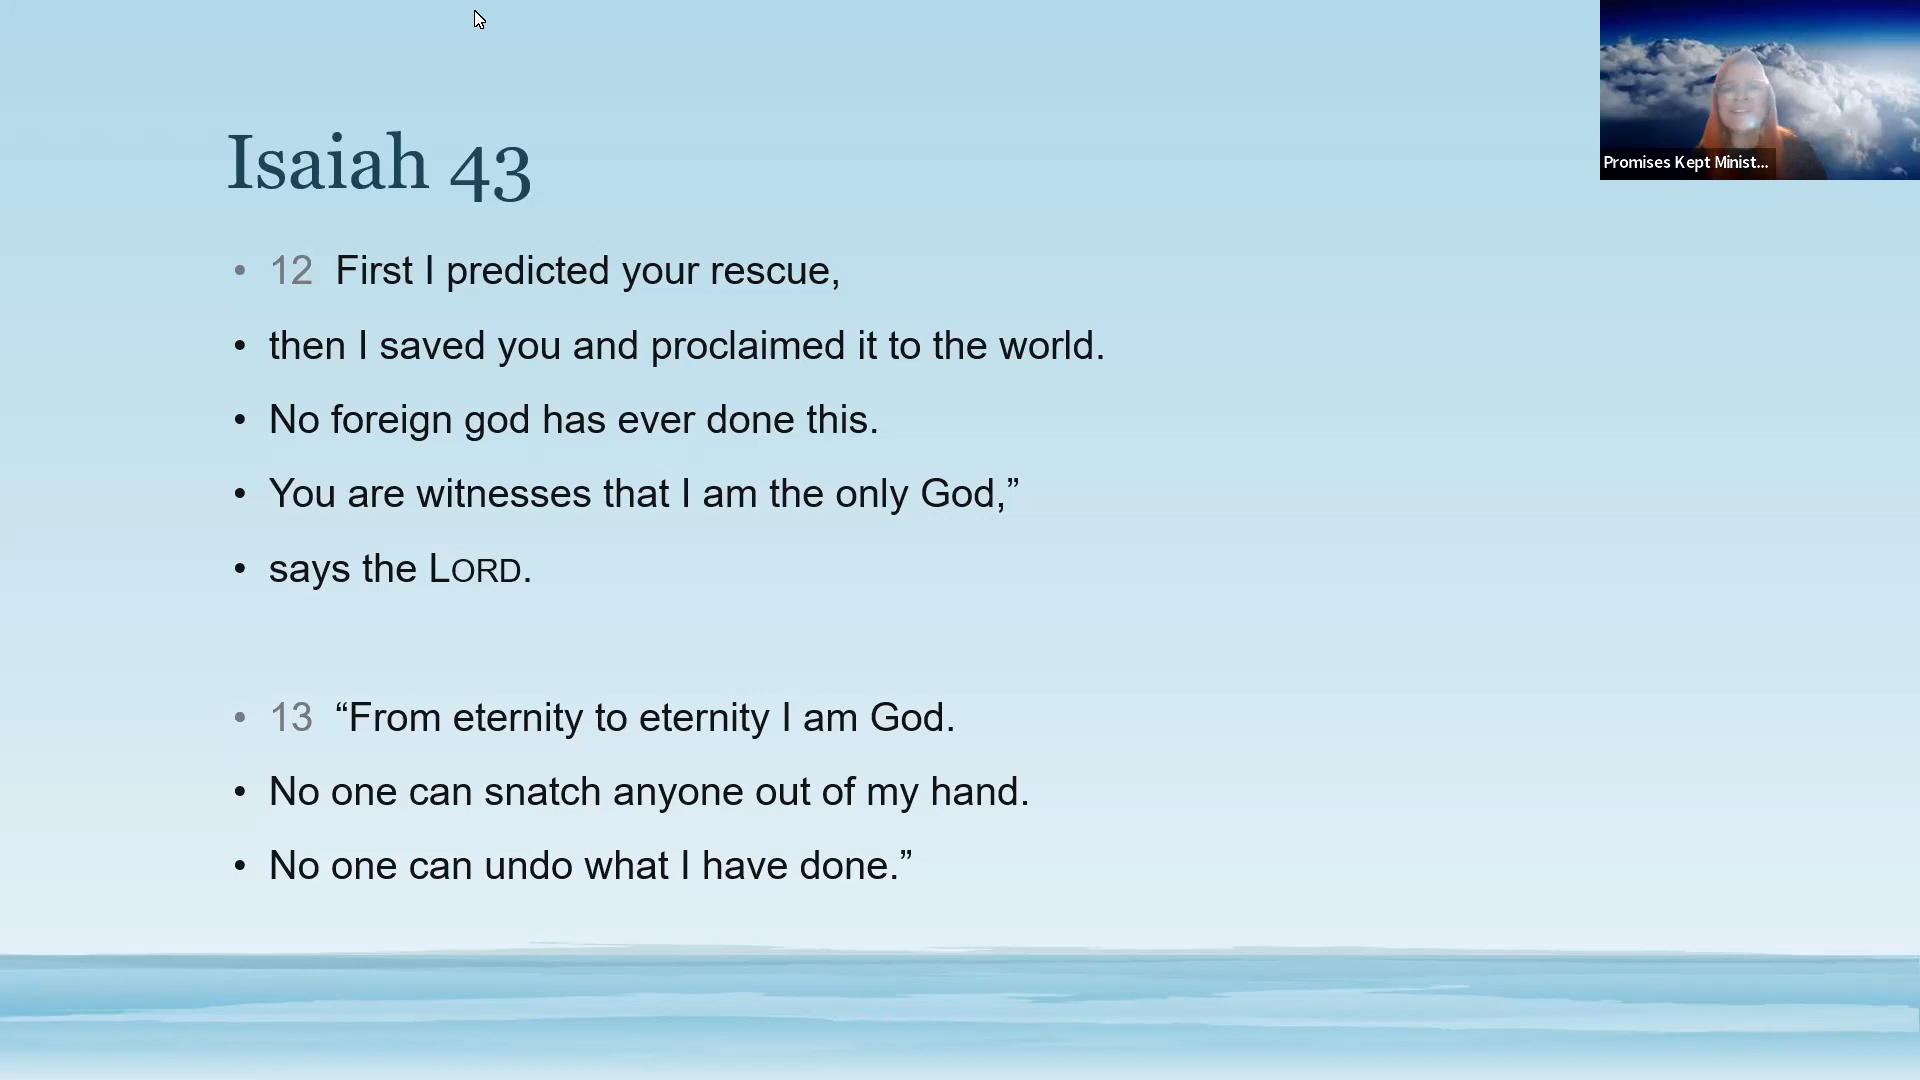 Isaiah 43
• 12 First I predicted your rescue,
• then I saved you and proclaimed it to the world.
• No foreign god has ever done this.
• You are witnesses that I am the only God,”
• says the LORD.
• 13 “From eternity to eternity I am God.
• No one can snatch anyone out of my hand.
• No one can undo what I have done.”
Promises Kept Minist...